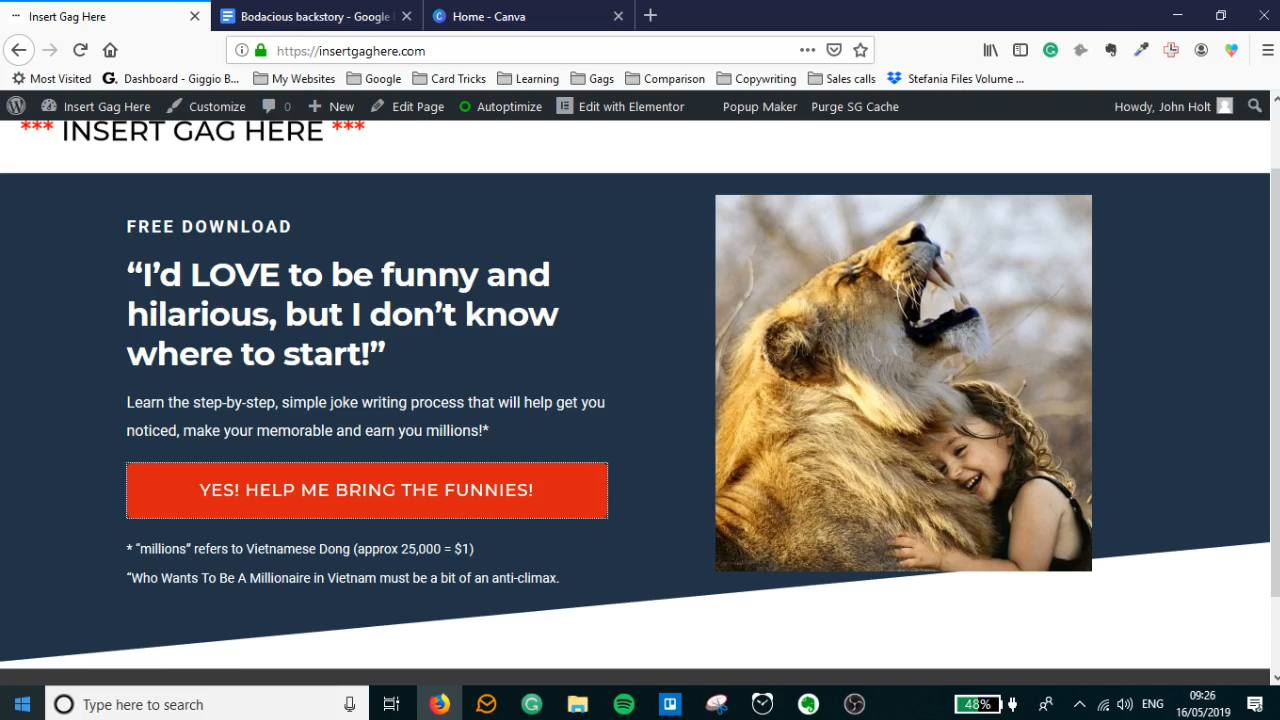 Insert Gag Here
Bodacious backstory - Google
Home - Canva
https://insertgaghere.com
Most Visited
G. Dashboard - Giggio B...
My Websites
Google
Card Tricks
Learning
Gags
Comparison
Copywriting
Sales calls
Stefania Files Volume ...
Insert Gag Here
Customize
0
New
Edit Page
Autoptimize
Edit with Elementor
Popup Maker
Purge SG Cache
Howdy, John Holt
*** INSERT GAG HERE ***
FREE DOWNLOAD
“I’d LOVE to be funny and
hilarious, but I don’t know
where to start!”
Learn the step-by-step, simple joke writing process that will help get you
noticed, make your memorable and earn you millions!*
YES! HELP ME BRING THE FUNNIES!
* “millions” refers to Vietnamese Dong (approx 25,000 = $1)
“Who Wants To Be A Millionaire in Vietnam must be a bit of an anti-climax.
Type here to search
48%
ENG
09:26
16/05/2019